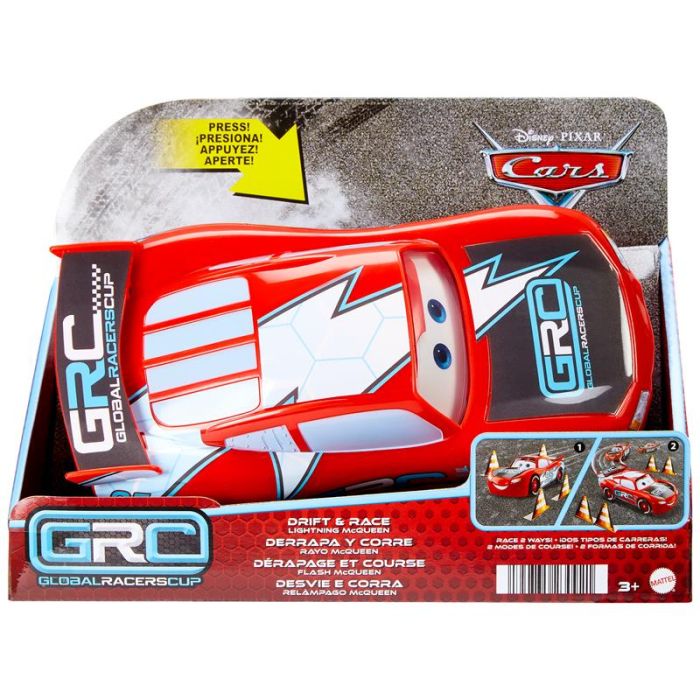 PRESS!
¡PRESIONA!
APPUYEZ!
APERTE!
Disney • PIXAR
Cars
GRC
GLOBALRACERSCUP
GRC
GLOBALRACERSCUP
1
2
GRC
GLOBALRACERSCUP
DRIFT & RACE
LIGHTNING McQUEEN
DERRAPA Y CORRE
RAYO McQUEEN
DÉRAPAGE ET COURSE
FLASH McQUEEN
DESVIE E CORRA
RELÂMPAGO McQUEEN
RACE 2 WAYS! • ¡DOS TIPOS DE CARRERAS!
2 MODES DE COURSE! • 2 FORMAS DE CORRIDA!
MATTEL
3+